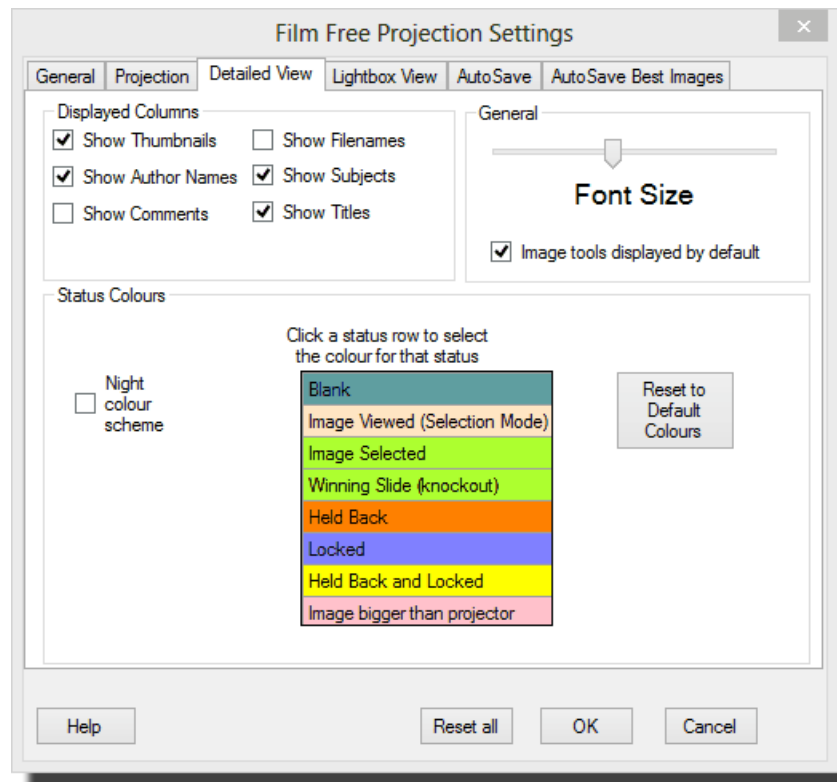 Film Free Projection Settings
General
Projection
Detailed View
Lightbox View
AutoSave
AutoSave Best Images
Displayed Columns
Show Thumbnails
Show Filenames
Show Author Names
Show Subjects
Show Comments
Show Titles
General
Font Size
Image tools displayed by default
Status Colours
Night
colour
scheme
Click a status row to select
the colour for that status
Blank
Image Viewed (Selection Mode)
Image Selected
Winning Slide (knockout)
Held Back
Locked
Held Back and Locked
Image bigger than projector
Reset to
Default
Colours
Help
Reset all
OK
Cancel